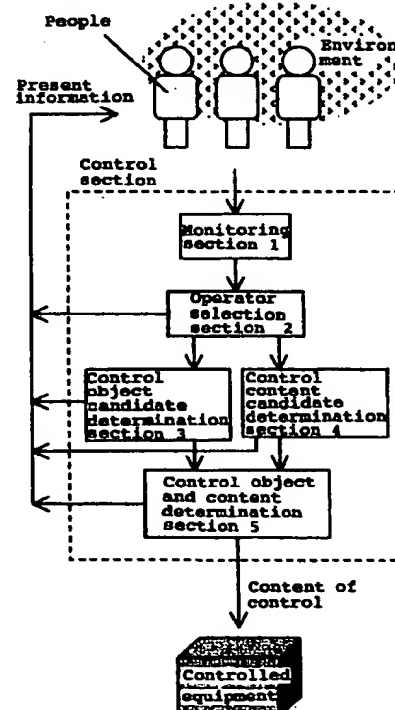 People
Environ
ment
Present
information
Control
section
Monitoring
section 1
Operator
selection
section 2
Control
object
candidate
determination
section 3
Control
content
candidate
determination
section 4
Control object
and content
determination
section 5
Content of
control
Controlled
equipment